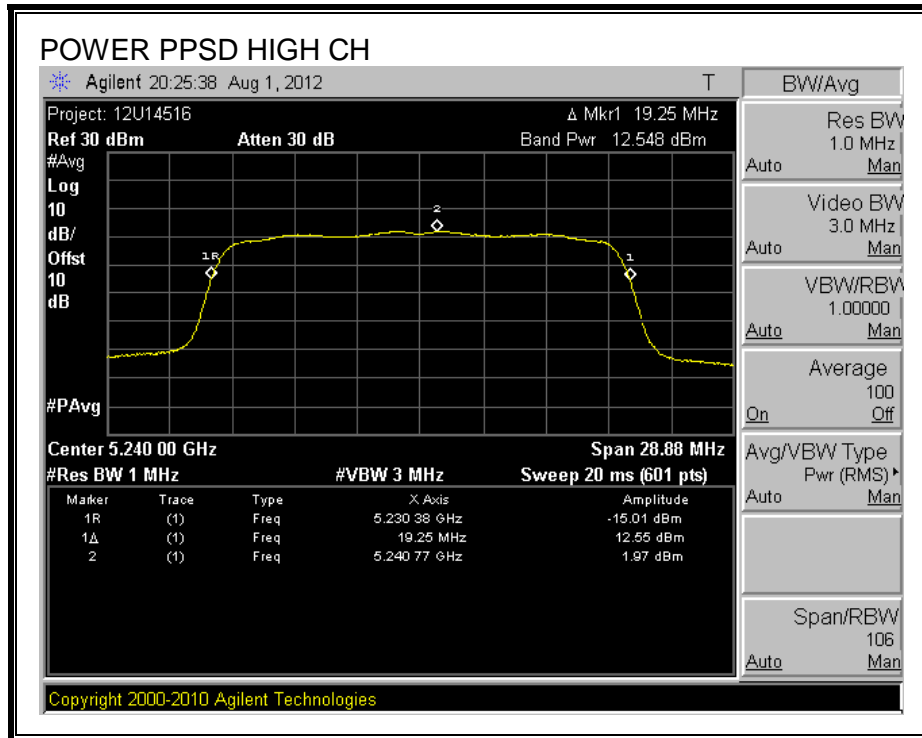 POWER PPSD HIGH CH
Agilent 20:25:38 Aug 1, 2012 T
Project: 12U14516 Δ Mkr1 19.25 MHz
Ref 30 dBm Atten 30 dB Band Pwr 12.548 dBm
#Avg
Log
10
dB/
Offst
10
dB
#PAvg
1R
2
1
Center 5.240 00 GHz Span 28.88 MHz
#Res BW 1 MHz #VBW 3 MHz Sweep 20 ms (601 pts)
Marker Trace Type X Axis Amplitude
1R (1) Freq 5.230 38 GHz -15.01 dBm
1Δ (1) Freq 19.25 MHz 12.55 dBm
2 (1) Freq 5.240 77 GHz 1.97 dBm
Copyright 2000-2010 Agilent Technologies
BW/Avg
Res BW
1.0 MHz
Auto Man
Video BW
3.0 MHz
Auto Man
VBW/RBW
1.00000
Auto Man
Average
100
On Off
Avg/VBW Type
Pwr (RMS)
Auto Man
Span/RBW
106
Auto Man